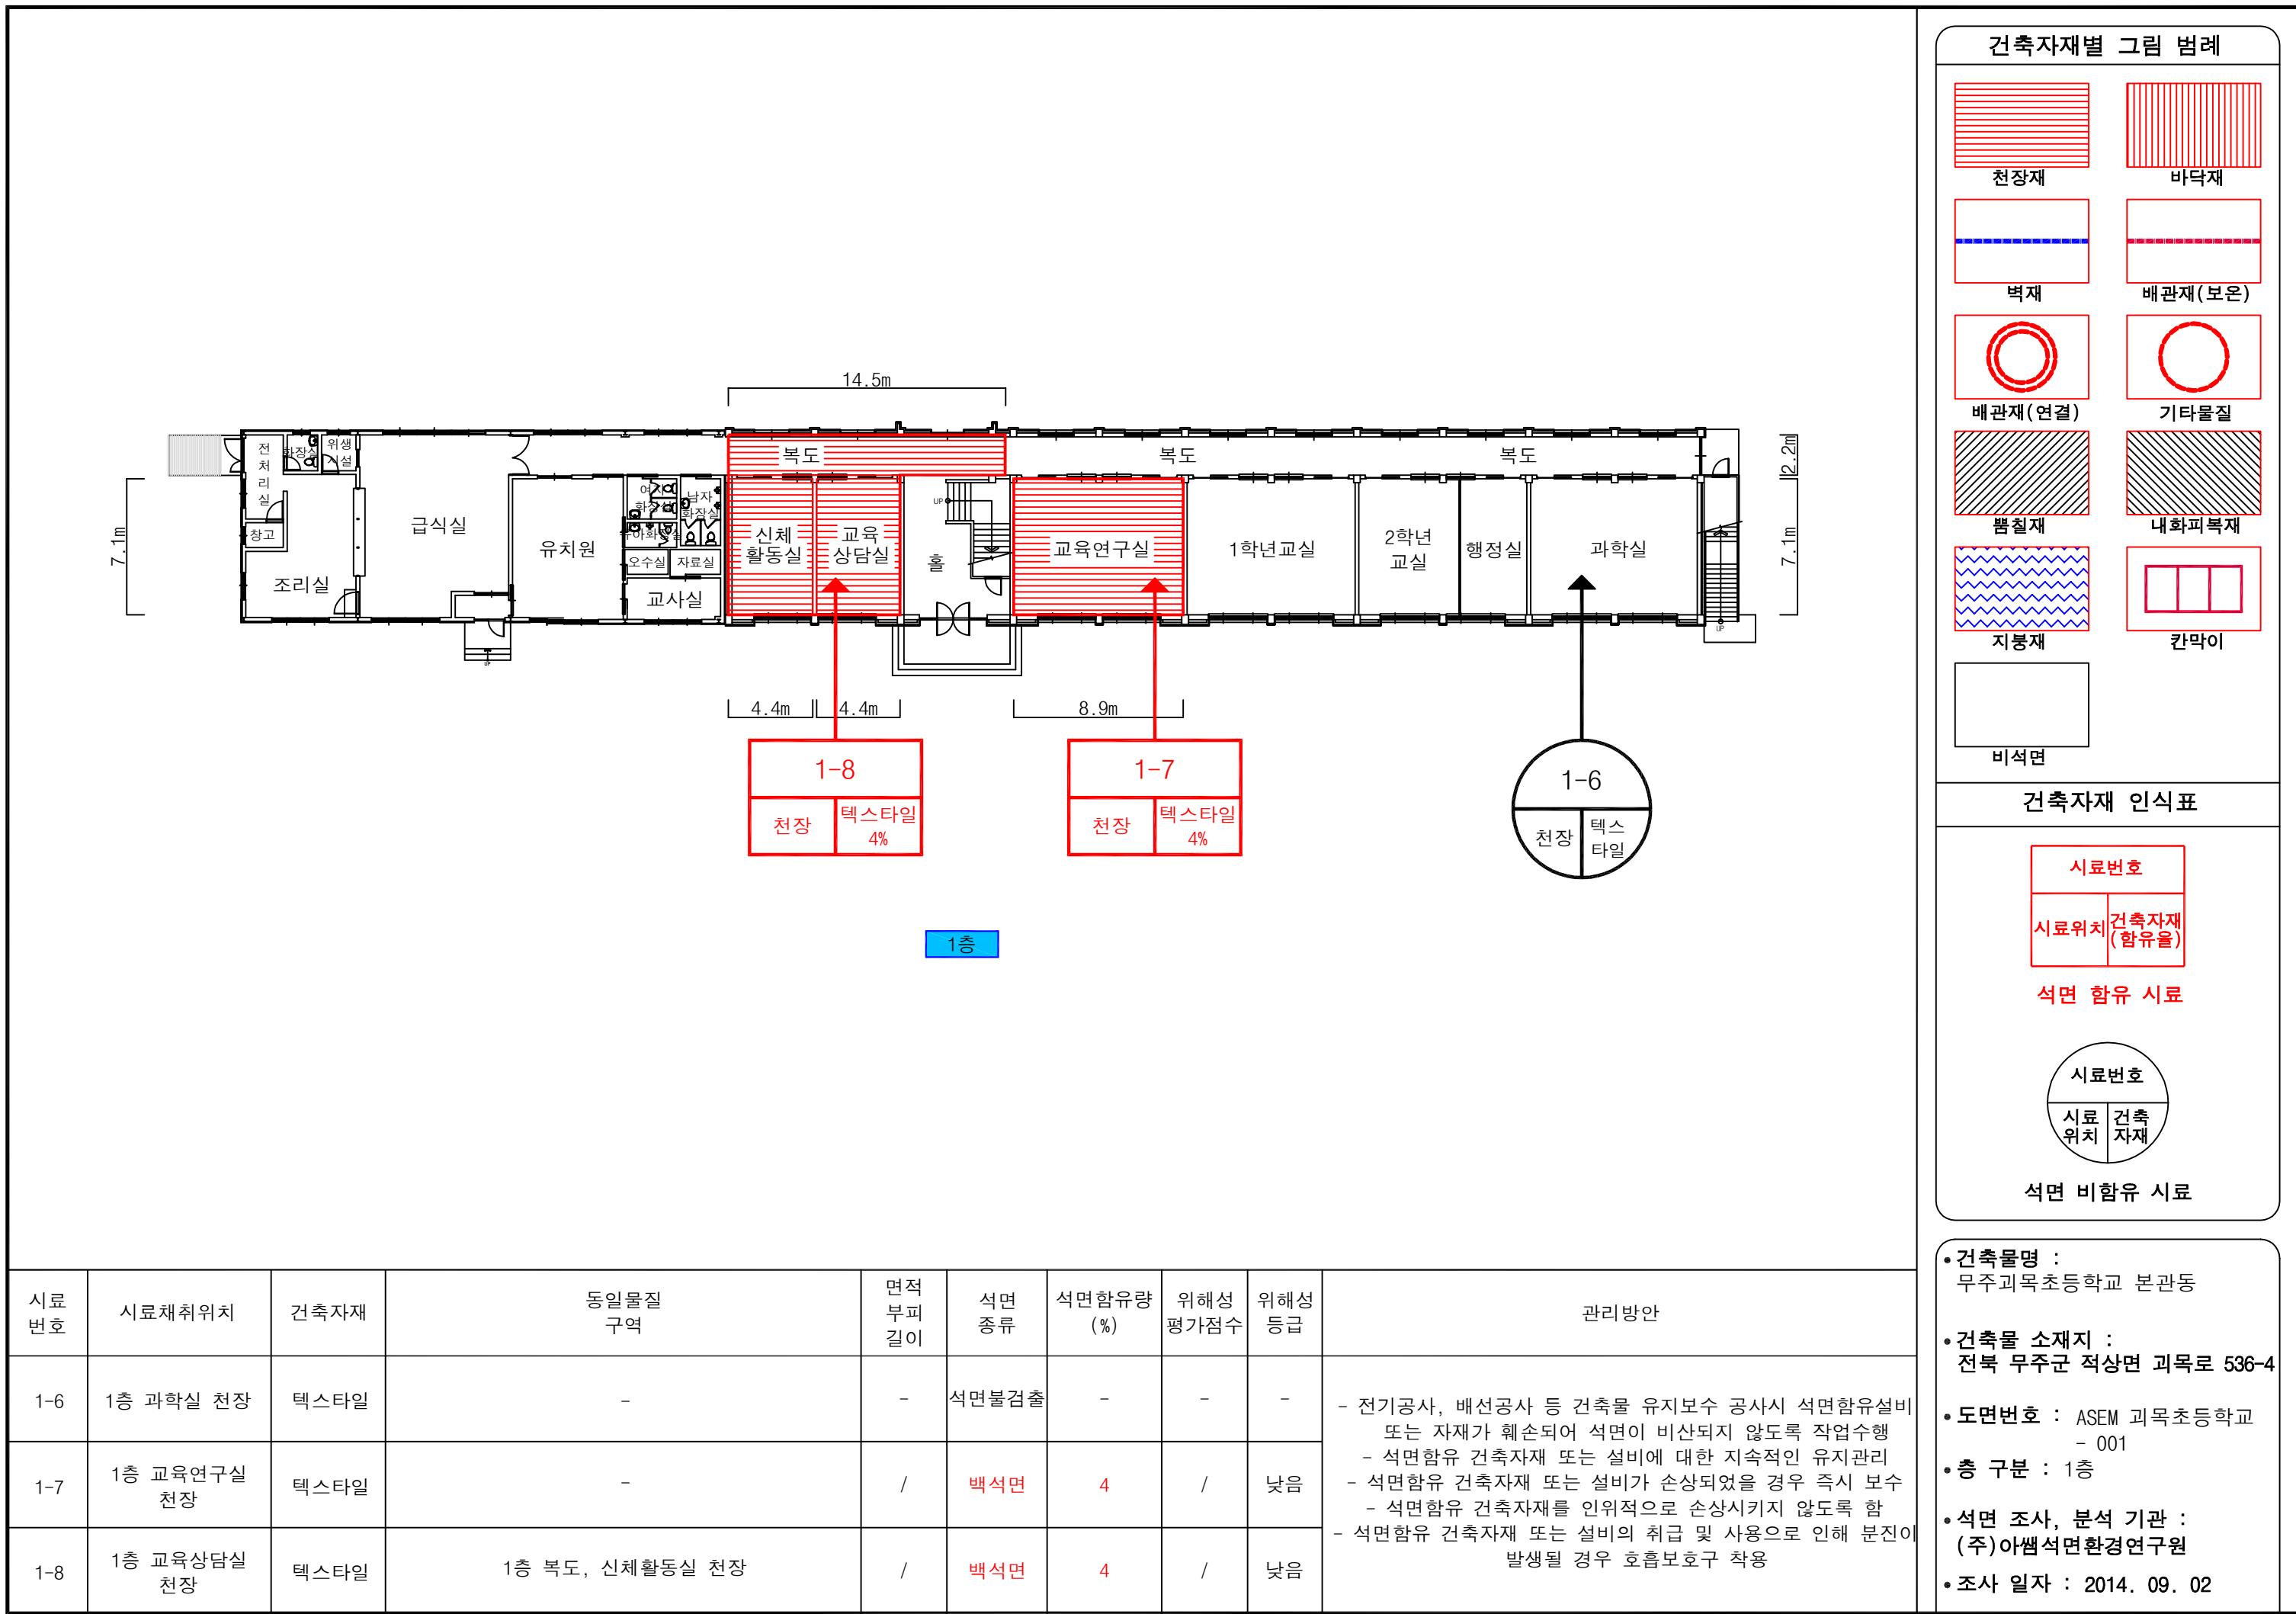 14.5m
전
처
리
실
화장실
위생
시설
복도
복도
복도
2.2m
7.1m
창고
조리실
급식실
유치원
여자
화장실
남자
화장실
유아화장실
오수실
자료실
교사실
신체
활동실
교육
상담실
홀
UP
교육연구실
1학년교실
2학년
교실
행정실
과학실
7.1m
UP
UP
4.4m
4.4m
8.9m
1-8
천장
텍스타일
4%
1-7
천장
텍스타일
4%
1-6
천장
텍스
타일
1층
건축자재별 그림 범례
천장재
바닥재
벽재
배관재(보온)
배관재(연결)
기타물질
뿜칠재
내화피복재
지붕재
칸막이
비석면
건축자재 인식표
시료번호
시료위치
건축자재
(함유율)
석면 함유 시료
시료번호
시료
위치
건축
자재
석면 비함유 시료
• 건축물명 :
무주괴목초등학교 본관동
• 건축물 소재지 :
전북 무주군 적상면 괴목로 536-4
• 도면번호 : ASEM 괴목초등학교
- 001
• 층 구분 : 1층
• 석면 조사, 분석 기관 :
(주)아쌤석면환경연구원
• 조사 일자 : 2014. 09. 02
시료
번호
시료채취위치
건축자재
동일물질
구역
면적
부피
길이
석면
종류
석면함유량
(%)
위해성
평가점수
위해성
등급
관리방안
1-6
1층 과학실 천장
텍스타일
-
-
석면불검출
-
-
-
1-7
1층 교육연구실
천장
텍스타일
-
/
백석면
4
/
낮음
1-8
1층 교육상담실
천장
텍스타일
1층 복도, 신체활동실 천장
/
백석면
4
/
낮음
- 전기공사, 배선공사 등 건축물 유지보수 공사시 석면함유설비
또는 자재가 훼손되어 석면이 비산되지 않도록 작업수행
- 석면함유 건축자재 또는 설비에 대한 지속적인 유지관리
- 석면함유 건축자재 또는 설비가 손상되었을 경우 즉시 보수
- 석면함유 건축자재를 인위적으로 손상시키지 않도록 함
- 석면함유 건축자재 또는 설비의 취급 및 사용으로 인해 분진이
발생될 경우 호흡보호구 착용